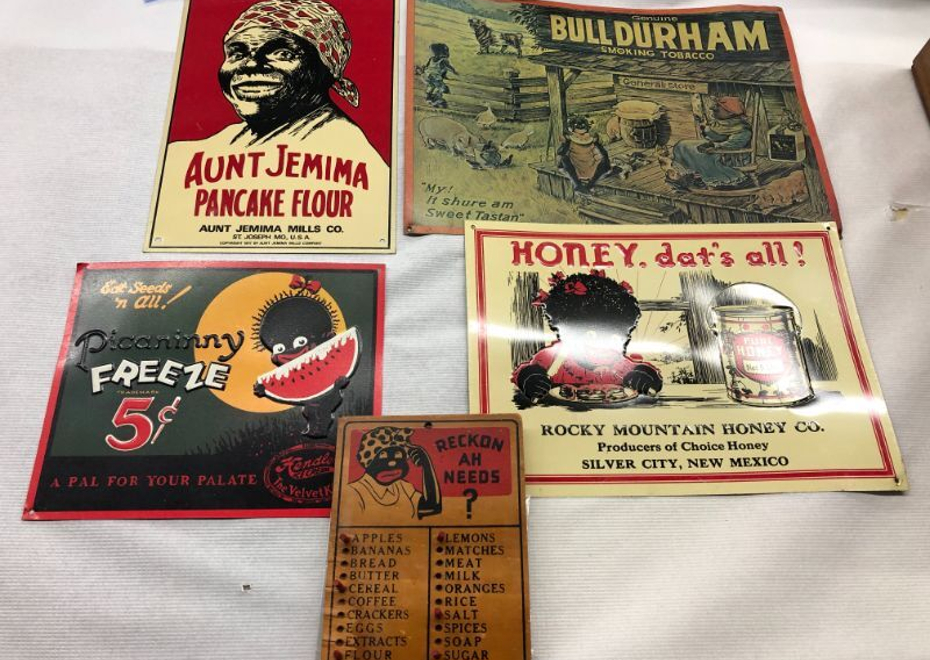 AUNT JEMIMA
PANCAKE FLOUR
AUNT JEMIMA MILLS CO.
ST. JOSEPH MO., U.S.A.
Genuine
BULL DURHAM
SMOKING TOBACCO
General Store
"My!
It shure am
Sweet Tastan"
Eat Seeds
'n all!
Picaninny
FREEZE
TRADEMARK
5¢
A PAL FOR YOUR PALATE
Hendler's
The Velvet
HONEY, dat's all!
PURE
HONEY
ROCKY MOUNTAIN HONEY CO.
Producers of Choice Honey
SILVER CITY, NEW MEXICO
RECKON
AH
NEEDS
?
APPLES
BANANAS
BREAD
BUTTER
CEREAL
COFFEE
CRACKERS
EGGS
EXTRACTS
FLOUR
LEMONS
MATCHES
MEAT
MILK
ORANGES
RICE
SALT
SPICES
SOAP
SUGAR